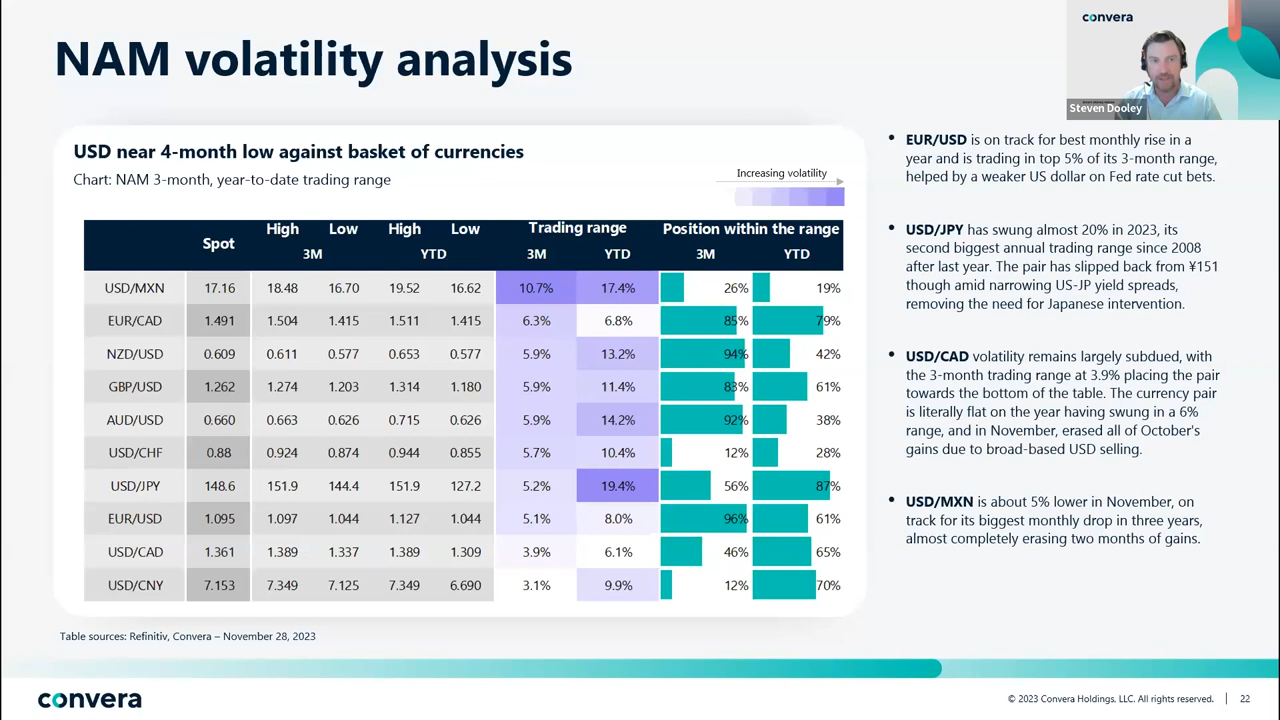 NAM volatility analysis
convera
Steven Dooley
USD near 4-month low against basket of currencies
Chart: NAM 3-month, year-to-date trading range
Increasing volatility
Spot High Low High Low Trading range Position within the range
3M YTD 3M YTD 3M YTD
USD/MXN 17.16 18.48 16.70 19.52 16.62 10.7% 17.4% 26% 19%
EUR/CAD 1.491 1.504 1.415 1.511 1.415 6.3% 6.8% 85% 79%
NZD/USD 0.609 0.611 0.577 0.653 0.577 5.9% 13.2% 94% 42%
GBP/USD 1.262 1.274 1.203 1.314 1.180 5.9% 11.4% 83% 61%
AUD/USD 0.660 0.663 0.626 0.715 0.626 5.9% 14.2% 92% 38%
USD/CHF 0.88 0.924 0.874 0.944 0.855 5.7% 10.4% 12% 28%
USD/JPY 148.6 151.9 144.4 151.9 127.2 5.2% 19.4% 56% 87%
EUR/USD 1.095 1.097 1.044 1.127 1.044 5.1% 8.0% 96% 61%
USD/CAD 1.361 1.389 1.337 1.389 1.309 3.9% 6.1% 46% 65%
USD/CNY 7.153 7.349 7.125 7.349 6.690 3.1% 9.9% 12% 70%
Table sources: Refinitiv, Convera – November 28, 2023
• EUR/USD is on track for best monthly rise in a
year and is trading in top 5% of its 3-month range,
helped by a weaker US dollar on Fed rate cut bets.
• USD/JPY has swung almost 20% in 2023, its
second biggest annual trading range since 2008
after last year. The pair has slipped back from ¥151
though amid narrowing US-JP yield spreads,
removing the need for Japanese intervention.
• USD/CAD volatility remains largely subdued, with
the 3-month trading range at 3.9% placing the pair
towards the bottom of the table. The currency pair
is literally flat on the year having swung in a 6%
range, and in November, erased all of October's
gains due to broad-based USD selling.
• USD/MXN is about 5% lower in November, on
track for its biggest monthly drop in three years,
almost completely erasing two months of gains.
convera
© 2023 Convera Holdings, LLC. All rights reserved. | 22